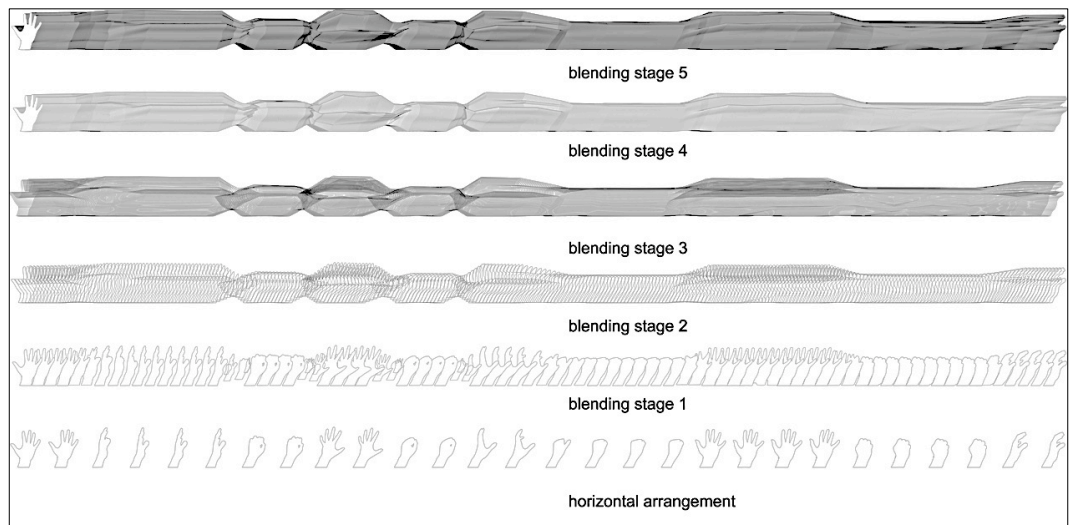 blending stage 5
blending stage 4
blending stage 3
blending stage 2
blending stage 1
horizontal arrangement